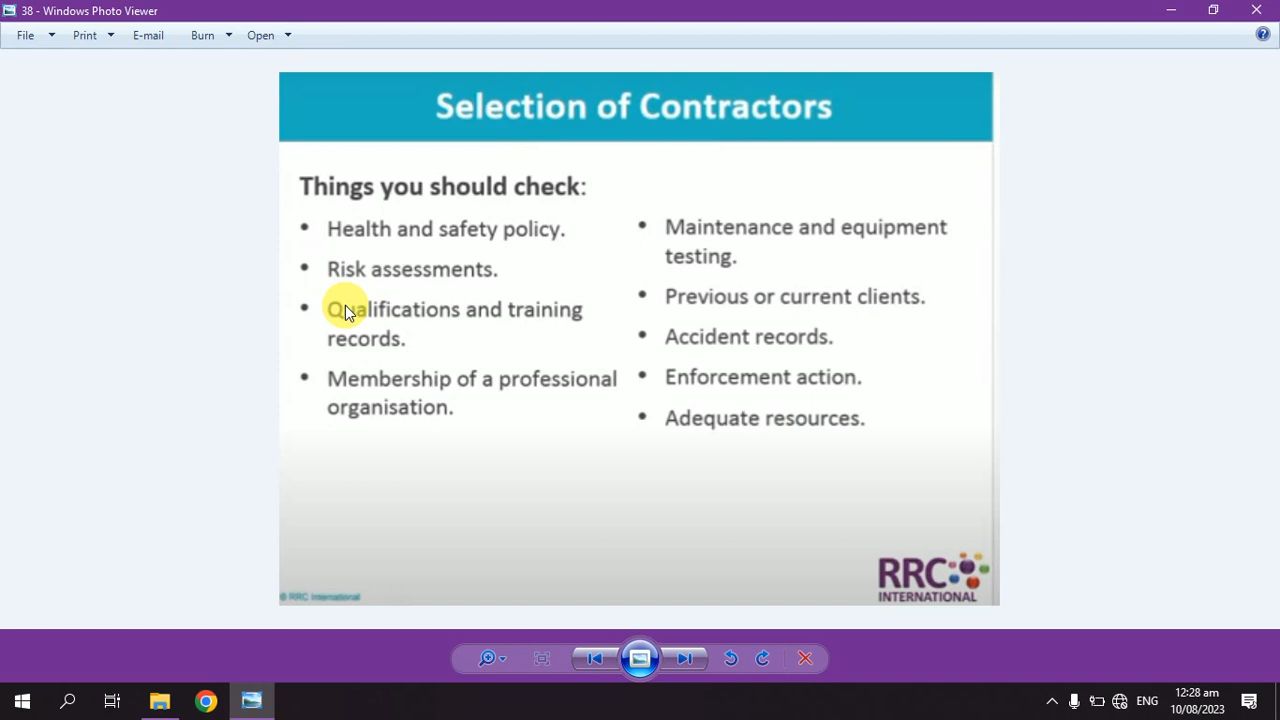 38 - Windows Photo Viewer
File Print E-mail Burn Open
Selection of Contractors
Things you should check:
• Health and safety policy.
• Risk assessments.
• Qualifications and training
records.
• Membership of a professional
organisation.
• Maintenance and equipment
testing.
• Previous or current clients.
• Accident records.
• Enforcement action.
• Adequate resources.
© RRC International
RRC
INTERNATIONAL
ENG
12:28 am
10/08/2023